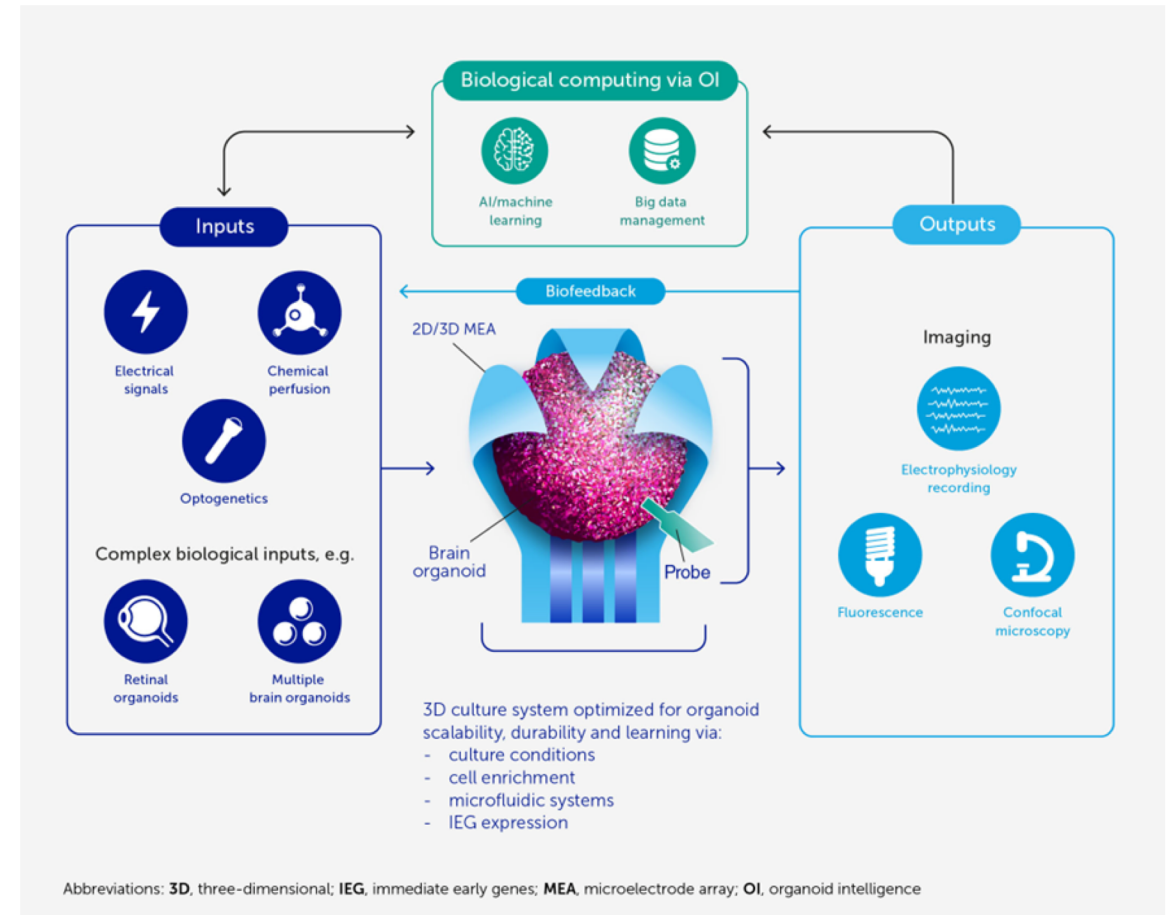 Biological computing via OI
AI/machine
learning
Big data
management
Inputs
Electrical
signals
Chemical
perfusion
Optogenetics
Complex biological inputs, e.g.
Retinal
organoids
Multiple
brain organoids
Biofeedback
2D/3D MEA
Brain
organoid
Probe
3D culture system optimized for organoid
scalability, durability and learning via:
- culture conditions
- cell enrichment
- microfluidic systems
- IEG expression
Outputs
Imaging
Electrophysiology
recording
Fluorescence
Confocal
microscopy
Abbreviations: 3D, three-dimensional; IEG, immediate early genes; MEA, microelectrode array; OI, organoid intelligence